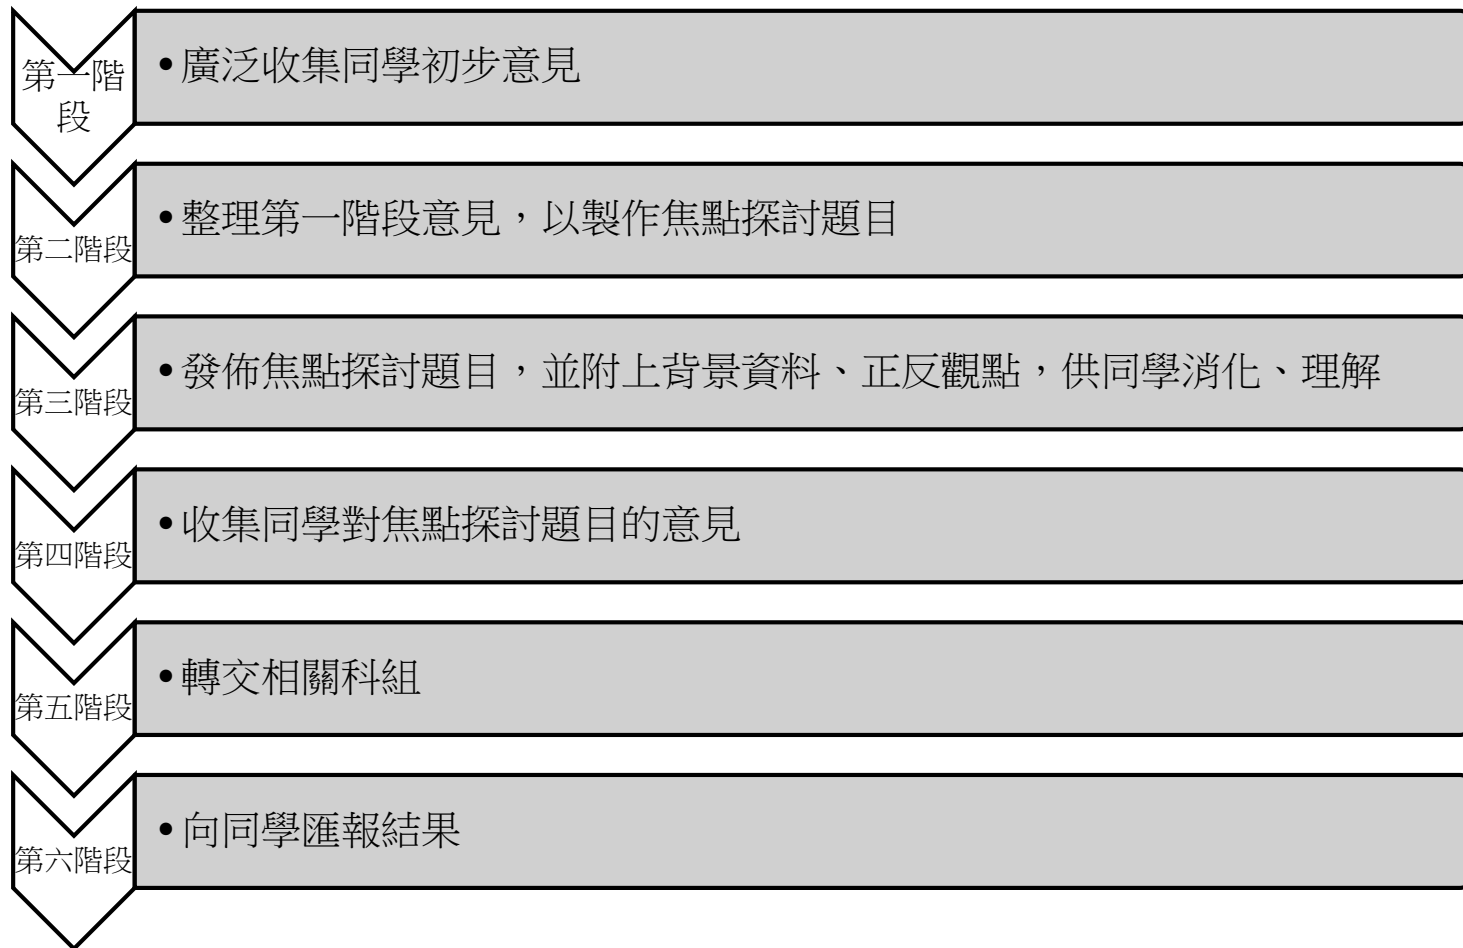 第一階
段
•廣泛收集同學初步意見
第二階段
•整理第一階段意見，以製作焦點探討題目
第三階段
•發佈焦點探討題目，並附上背景資料、正反觀點，供同學消化、理解
第四階段
•收集同學對焦點探討題目的意見
第五階段
•轉交相關科組
第六階段
•向同學匯報結果